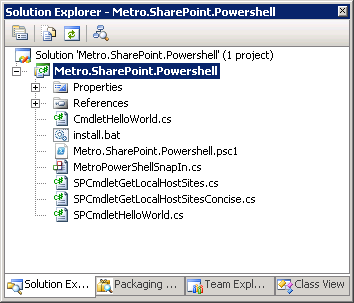 Solution Explorer - Metro.SharePoint.Powershell
Solution 'Metro.SharePoint.Powershell' (1 project)
Metro.SharePoint.Powershell
Properties
References
CmdletHelloWorld.cs
install.bat
Metro.SharePoint.Powershell.psc1
MetroPowerShellSnapIn.cs
SPCmdletGetLocalHostSites.cs
SPCmdletGetLocalHostSitesConcise.cs
SPCmdletHelloWorld.cs
Solution Ex... Packaging ... Team Expl... Class View